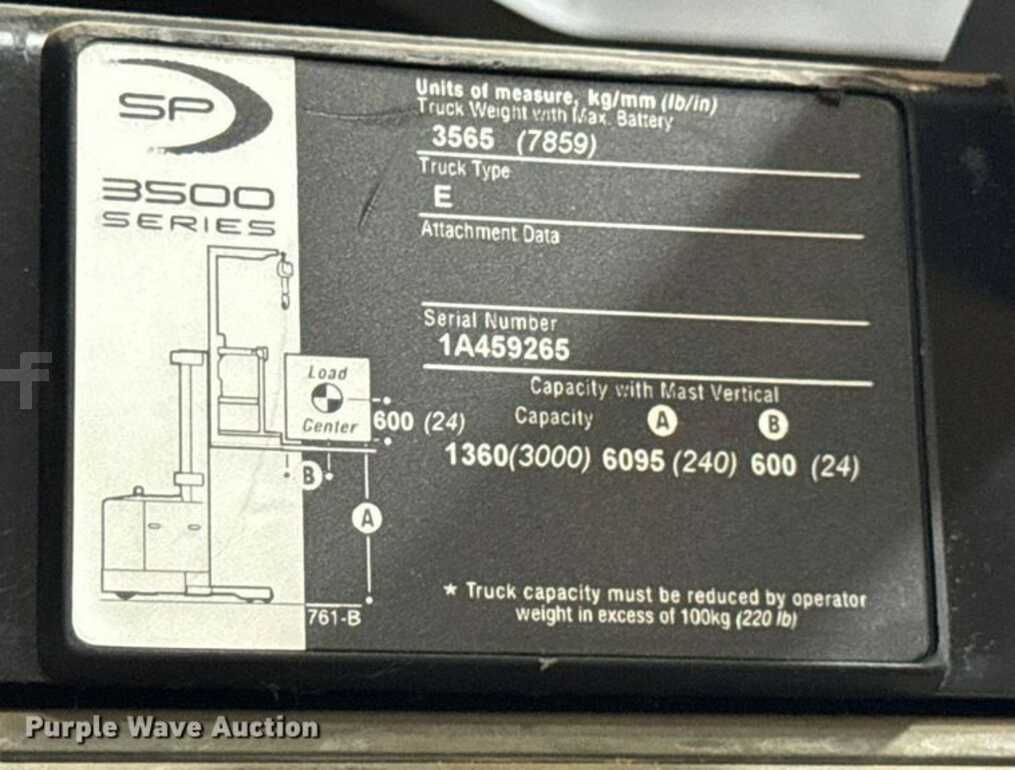 SP
3500
SERIES
Load
Center
600 (24)
B
A
761-B
Units of measure, kg/mm (lb/in)
Truck Weight with Max. Battery
3565 (7859)
Truck Type
E
Attachment Data
Serial Number
1A459265
Capacity with Mast Vertical
Capacity A B
1360(3000) 6095 (240) 600 (24)
* Truck capacity must be reduced by operator
weight in excess of 100kg (220 lb)
f
Purple Wave Auction